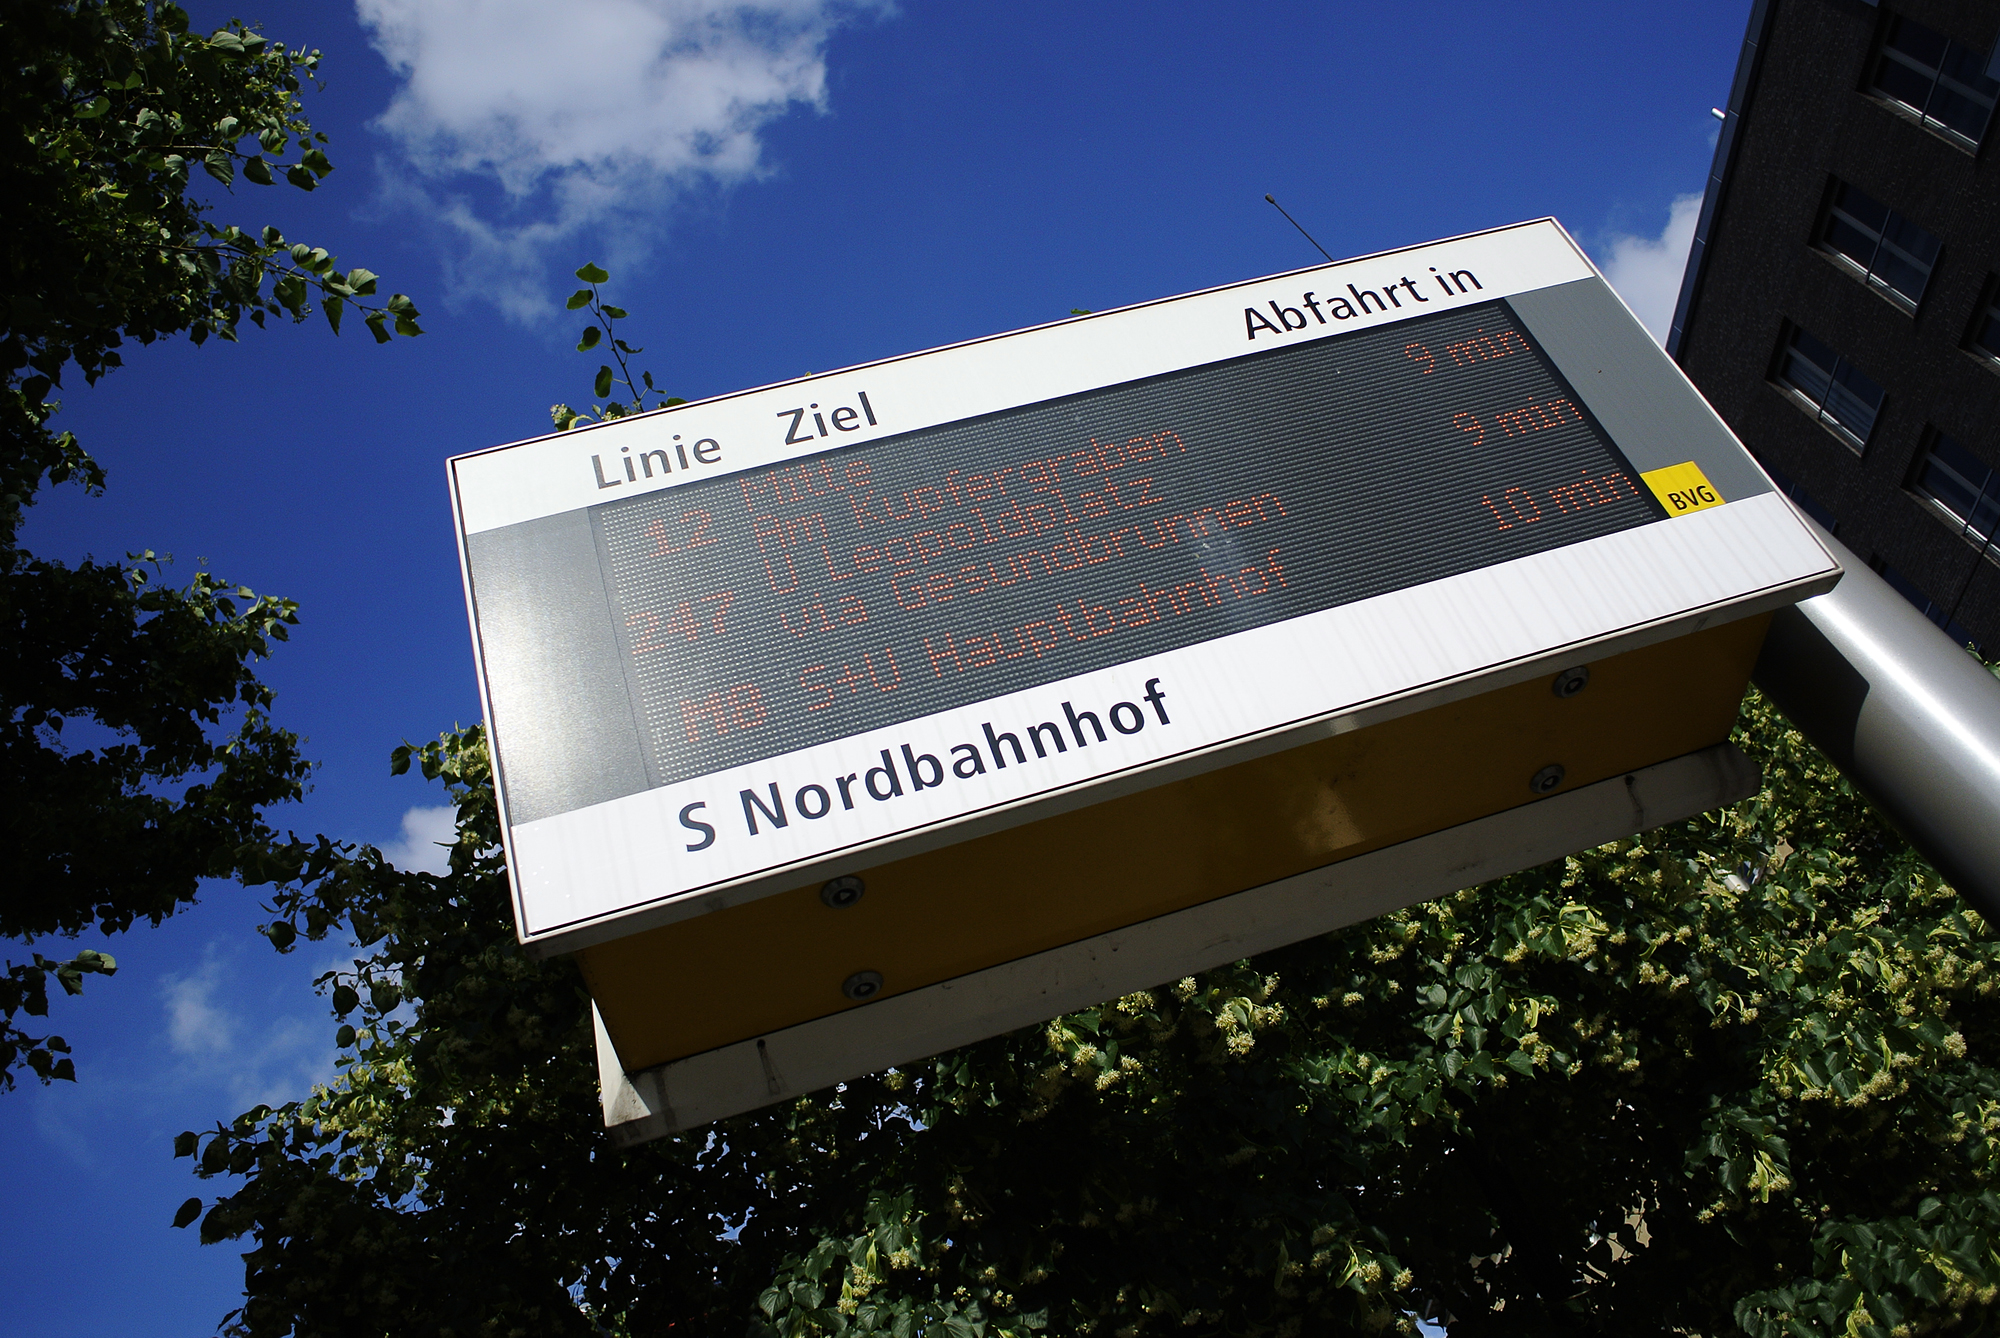 Linie Ziel Abfahrt in
Mitte
12 Am Kupfergraben 9 min
U Leopoldplatz
247 via Gesundbrunnen 9 min
M8 S+U Hauptbahnhof 10 min
BVG
S Nordbahnhof